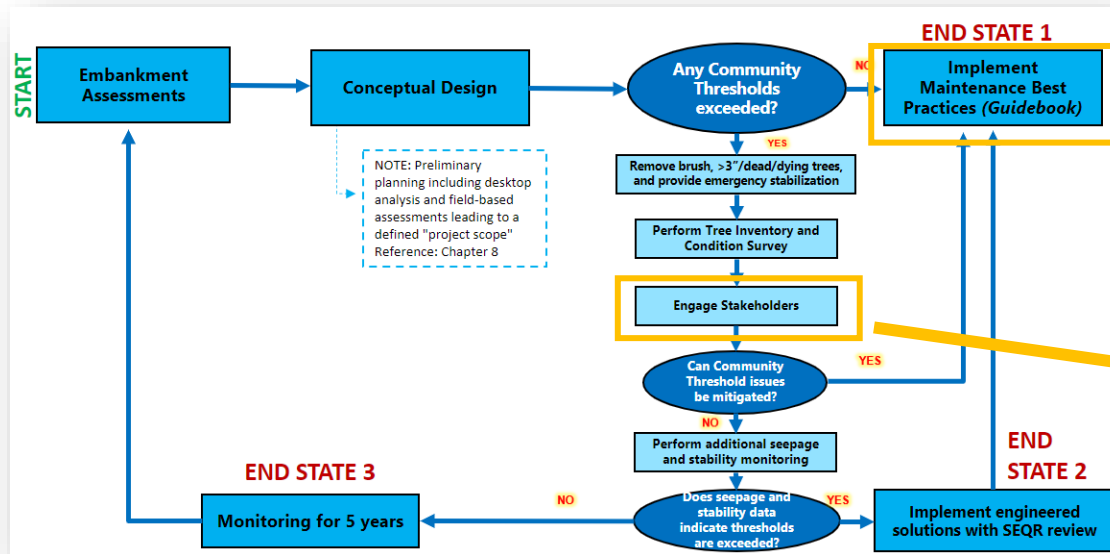 START
Embankment
Assessments
Conceptual Design
NOTE: Preliminary
planning including desktop
analysis and field-based
assessments leading to a
defined "project scope"
Reference: Chapter 8
Any Community
Thresholds
exceeded?
NO
END STATE 1
Implement
Maintenance Best
Practices (Guidebook)
YES
Remove brush, >3”/dead/dying trees,
and provide emergency stabilization
Perform Tree Inventory and
Condition Survey
Engage Stakeholders
Can Community
Threshold issues
be mitigated?
YES
NO
Perform additional seepage
and stability monitoring
Does seepage and
stability data
indicate thresholds
are exceeded?
YES
END
STATE 2
Implement engineered
solutions with SEQR review
NO
END STATE 3
Monitoring for 5 years